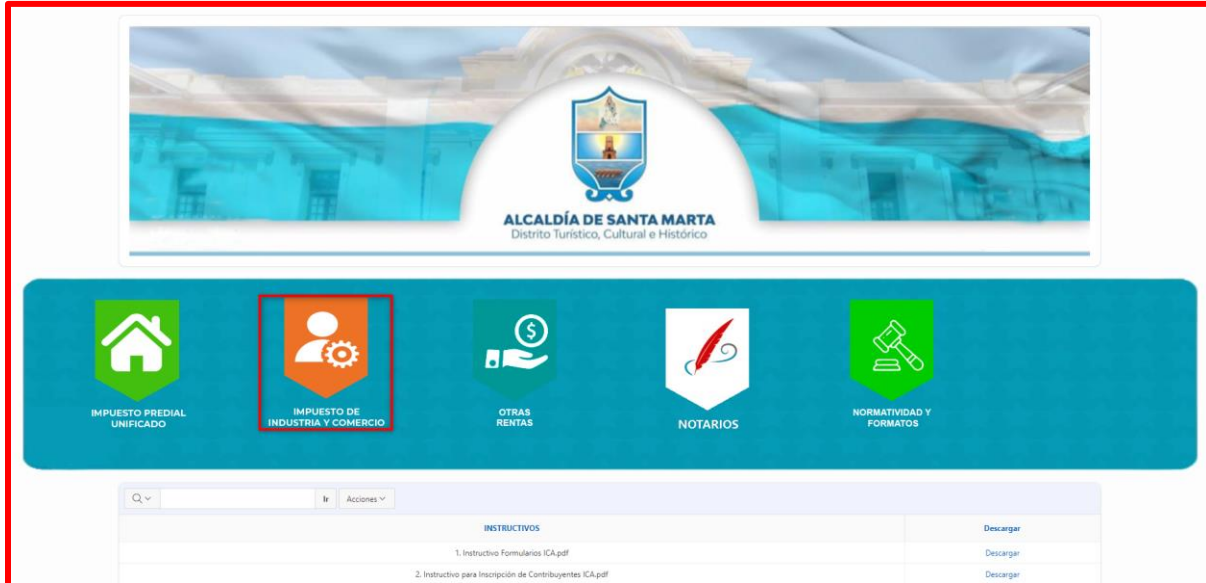 ALCALDÍA DE SANTA MARTA
Distrito Turístico, Cultural e Histórico
IMPUESTO PREDIAL
UNIFICADO
IMPUESTO DE
INDUSTRIA Y COMERCIO
OTRAS
RENTAS
NOTARIOS
NORMATIVIDAD Y
FORMATOS
Ir Acciones
INSTRUCTIVOS Descargar
1. Instructivo Formularios ICA.pdf Descargar
2. Instructivo para Inscripción de Contribuyentes ICA.pdf Descargar